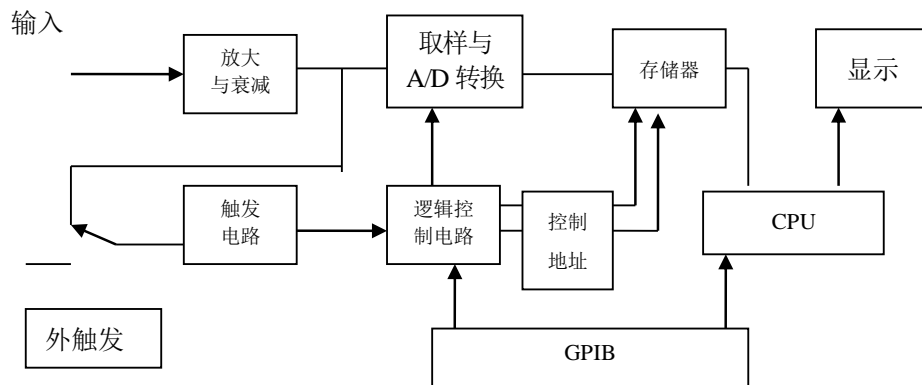 输入
放大
与衰减
取样与
A/D 转换
存储器
显示
触发
电路
逻辑控
制电路
控制
地址
CPU
外触发
GPIB